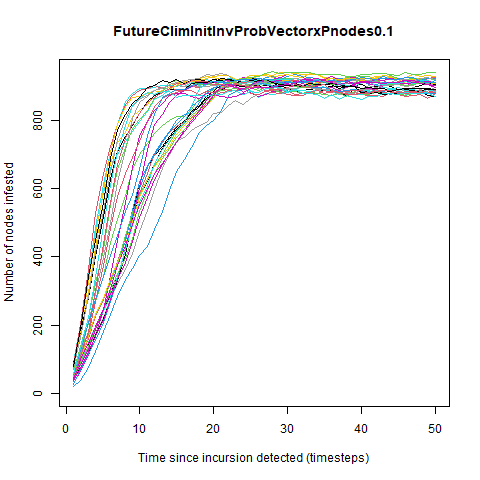 FutureClimInitInvProbVectorxPnodes0.1
Number of nodes infested
800
600
400
200
0
0 10 20 30 40 50
Time since incursion detected (timesteps)